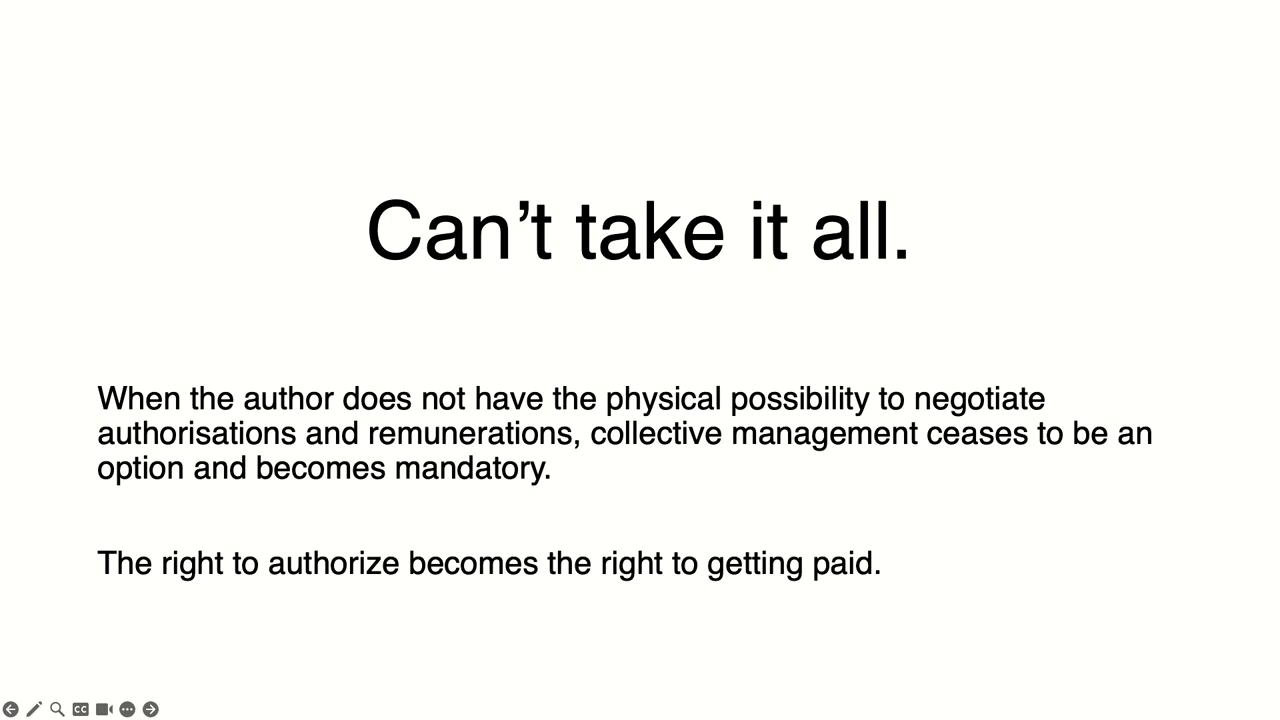 Can’t take it all.
When the author does not have the physical possibility to negotiate
authorisations and remunerations, collective management ceases to be an
option and becomes mandatory.
The right to authorize becomes the right to getting paid.
CC